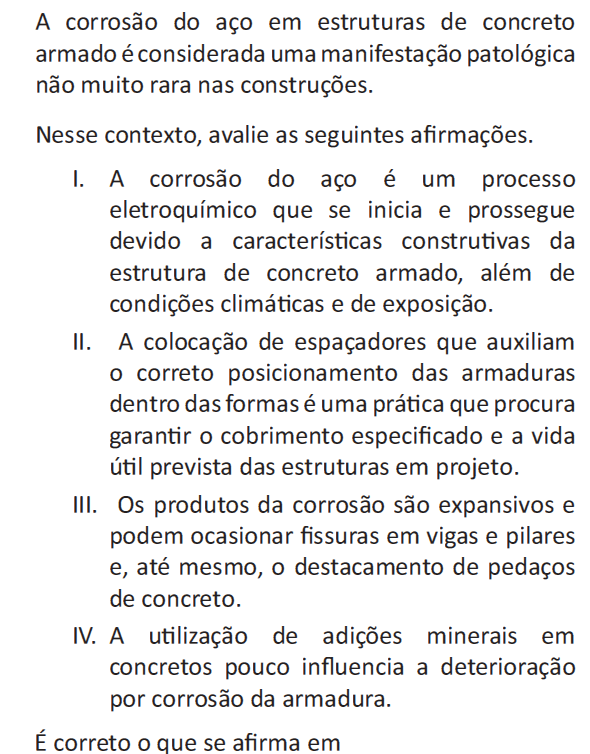 A corrosão do aço em estruturas de concreto
armado é considerada uma manifestação patológica
não muito rara nas construções.
Nesse contexto, avalie as seguintes afirmações.
I. A corrosão do aço é um processo
eletroquímico que se inicia e prossegue
devido a características construtivas da
estrutura de concreto armado, além de
condições climáticas e de exposição.
II. A colocação de espaçadores que auxiliam
o correto posicionamento das armaduras
dentro das formas é uma prática que procura
garantir o cobrimento especificado e a vida
útil prevista das estruturas em projeto.
III. Os produtos da corrosão são expansivos e
podem ocasionar fissuras em vigas e pilares
e, até mesmo, o destacamento de pedaços
de concreto.
IV. A utilização de adições minerais em
concretos pouco influencia a deterioração
por corrosão da armadura.
É correto o que se afirma em